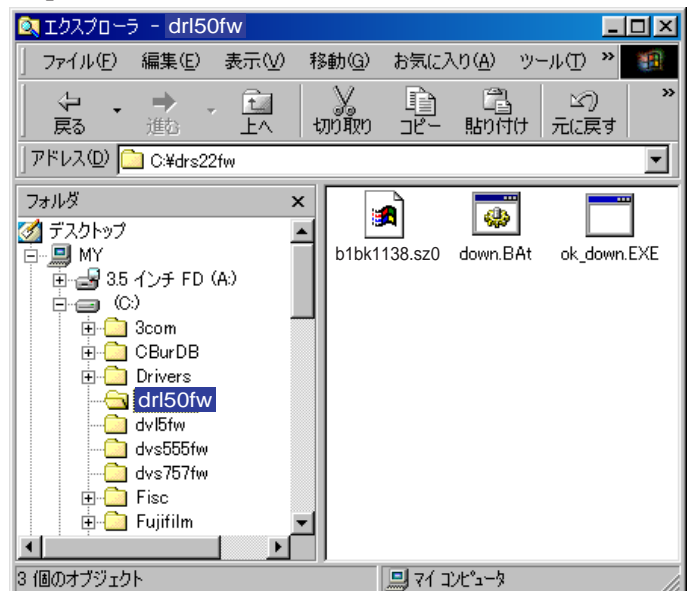 エクスプローラ - drl50fw
ファイル(F) 編集(E) 表示(V) 移動(G) お気に入り(A) ツール(T) »
戻る 進む 上へ 切り取り コピー 貼り付け 元に戻す »
アドレス(D) C:¥drs22fw
フォルダ ×
デスクトップ
MY
3.5 インチ FD (A:)
(C:)
3com
CBurDB
Drivers
drl50fw
dvl5fw
dvs555fw
dvs757fw
Fisc
Fujifilm
b1bk1138.sz0 down.BAt ok_down.EXE
3 個のオブジェクト マイ コンピュータ